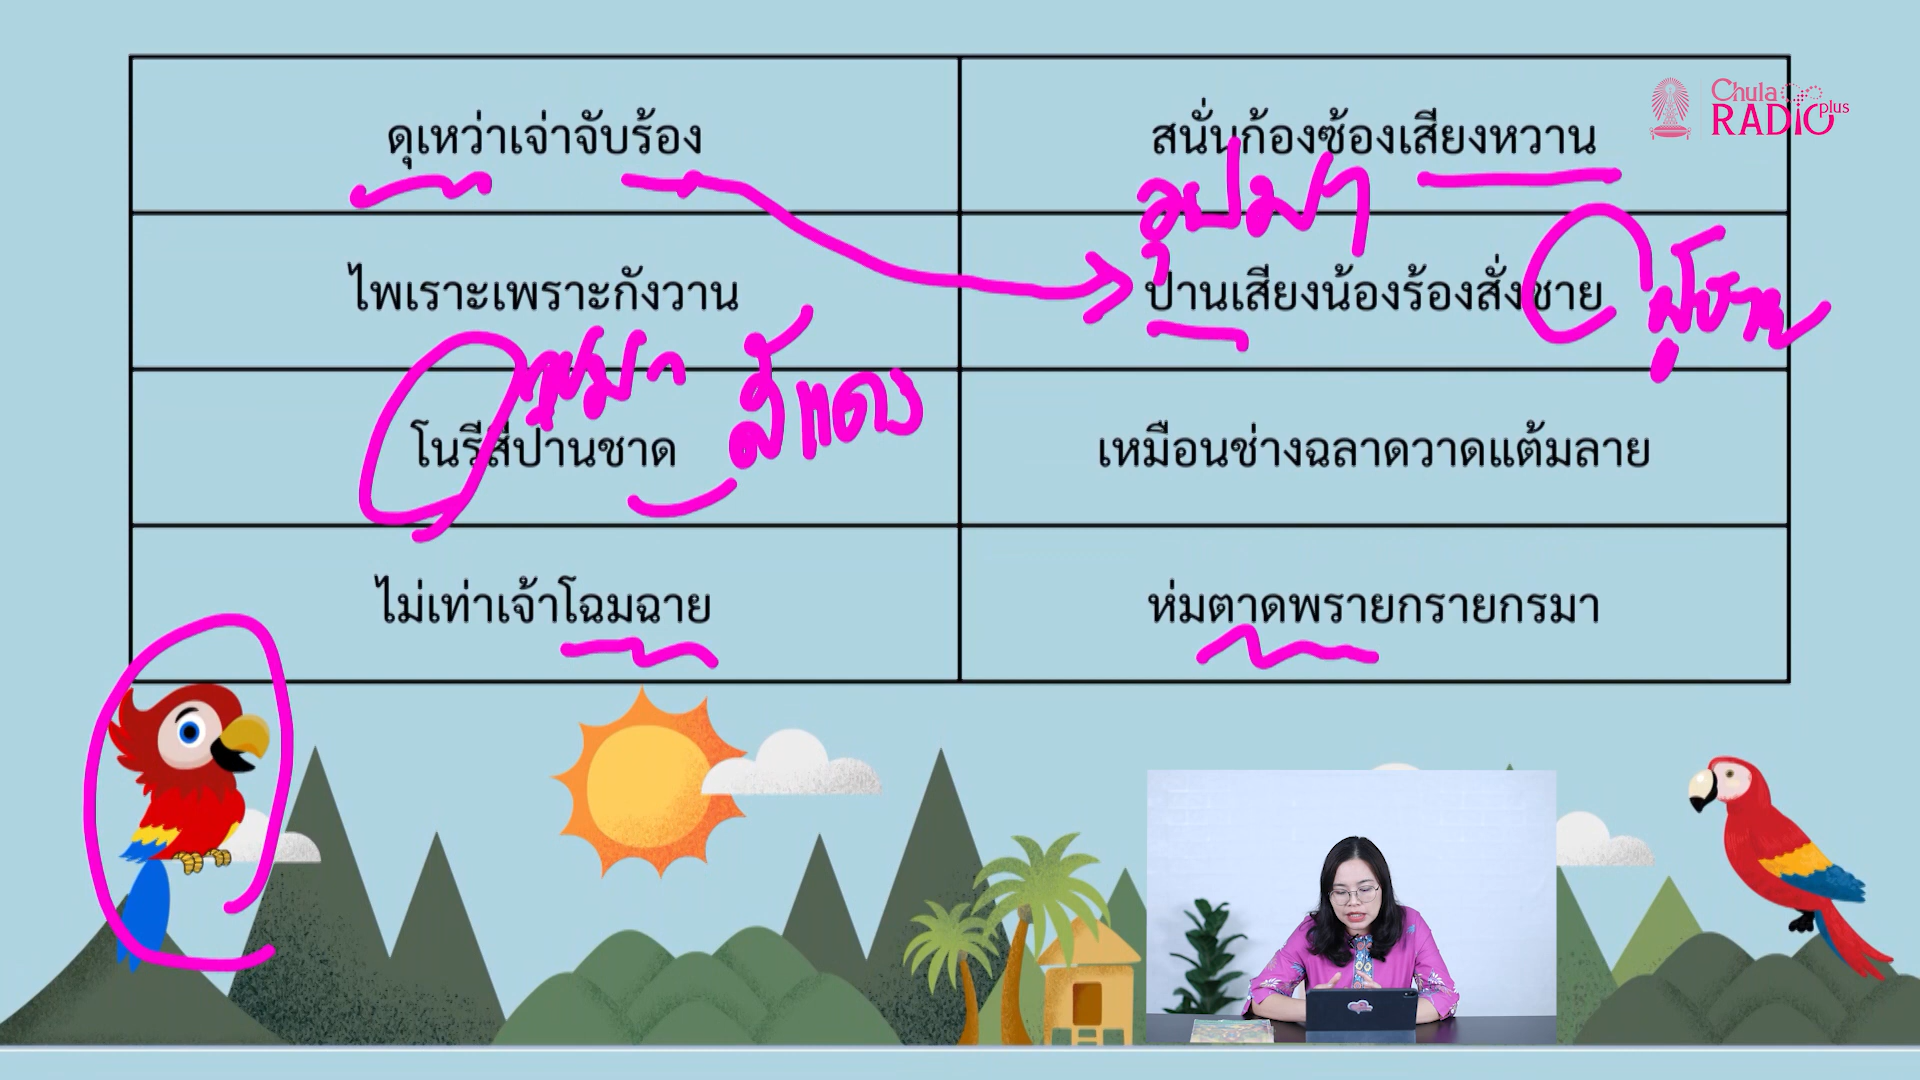 Chula
RADIO plus
ดุเหว่าเจ่าจับร้อง
สนั่นก้องซ้องเสียงหวาน
อุปมา
ไพเราะเพราะกังวาน
ปานเสียงน้องร้องสั่งชาย
ผู้ชาย
อุปมา
สีแดง
โนรีสีปานชาด
เหมือนช่างฉลาดวาดแต้มลาย
ไม่เท่าเจ้าโฉมฉาย
ห่มตาดพรายกรายกรมา